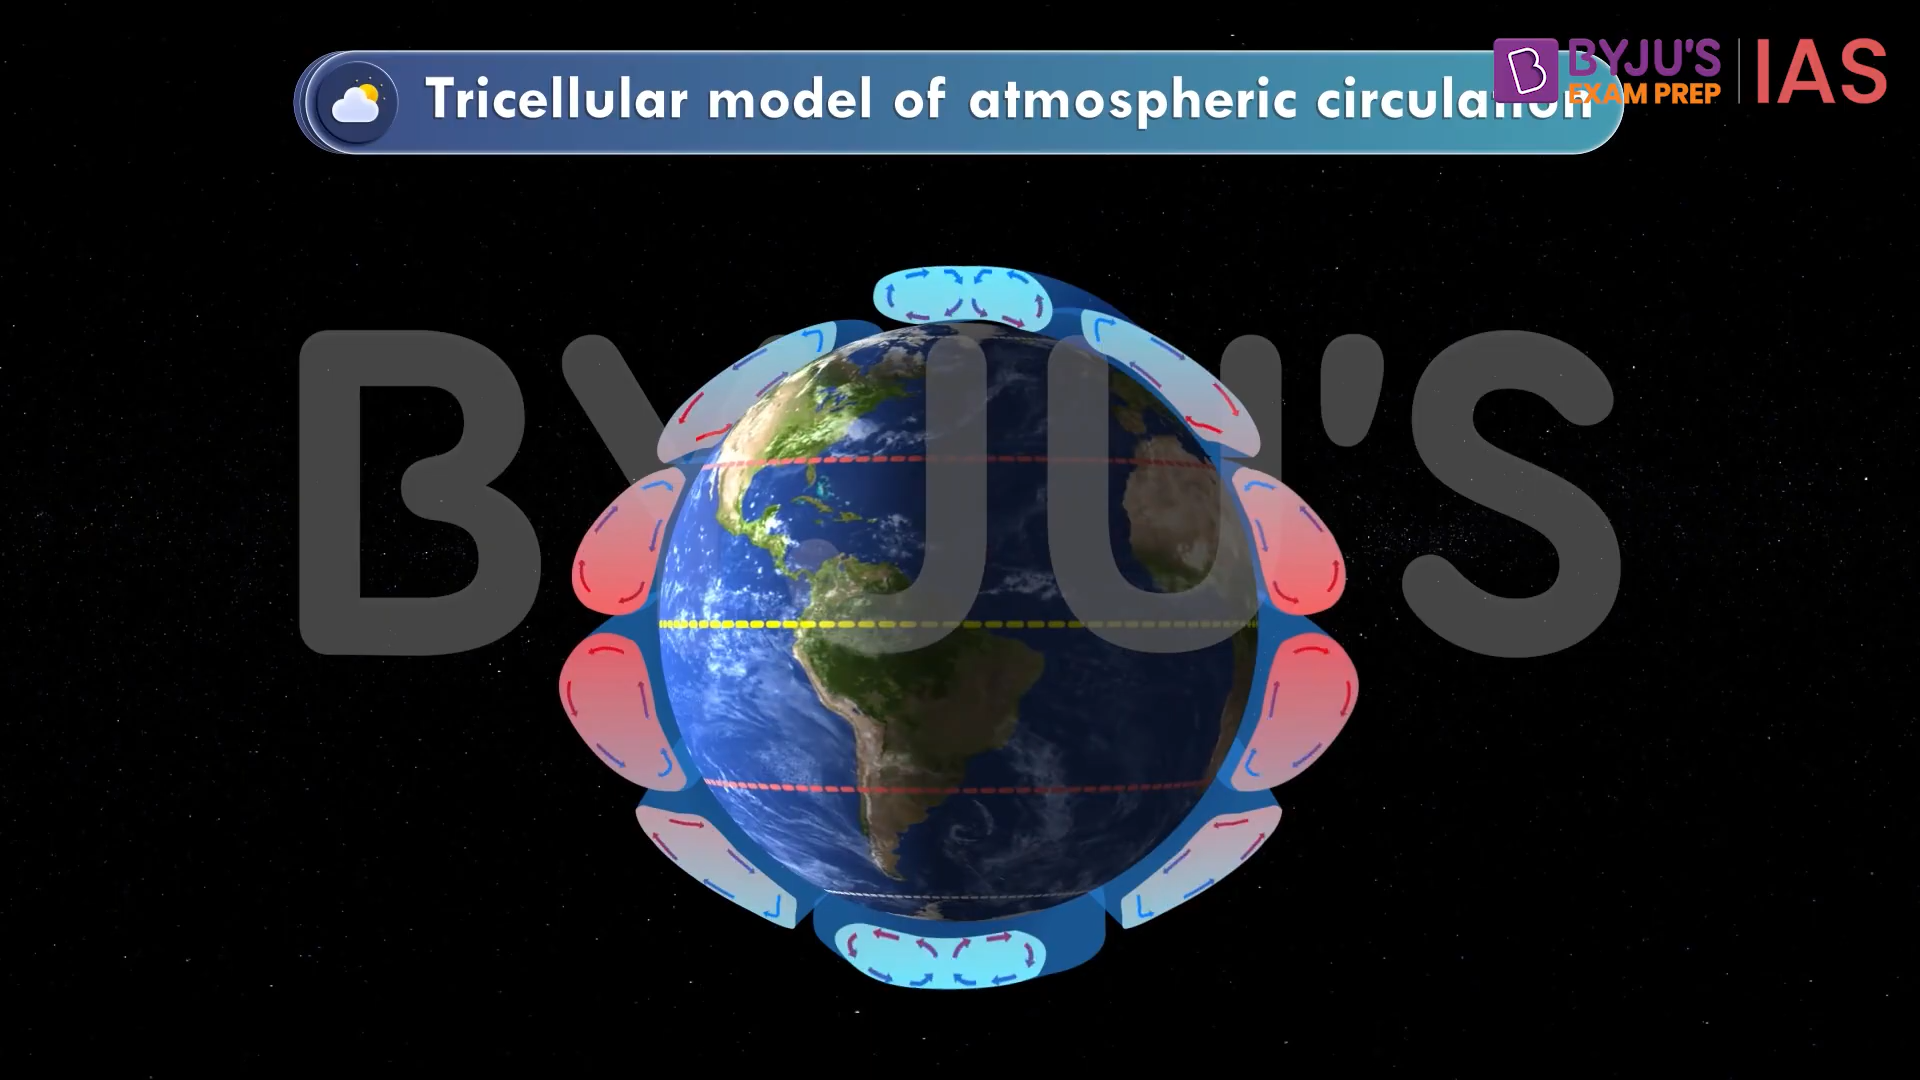 Tricellular model of atmospheric circulation
BYJU'S
EXAM PREP
IAS
BYJU'S